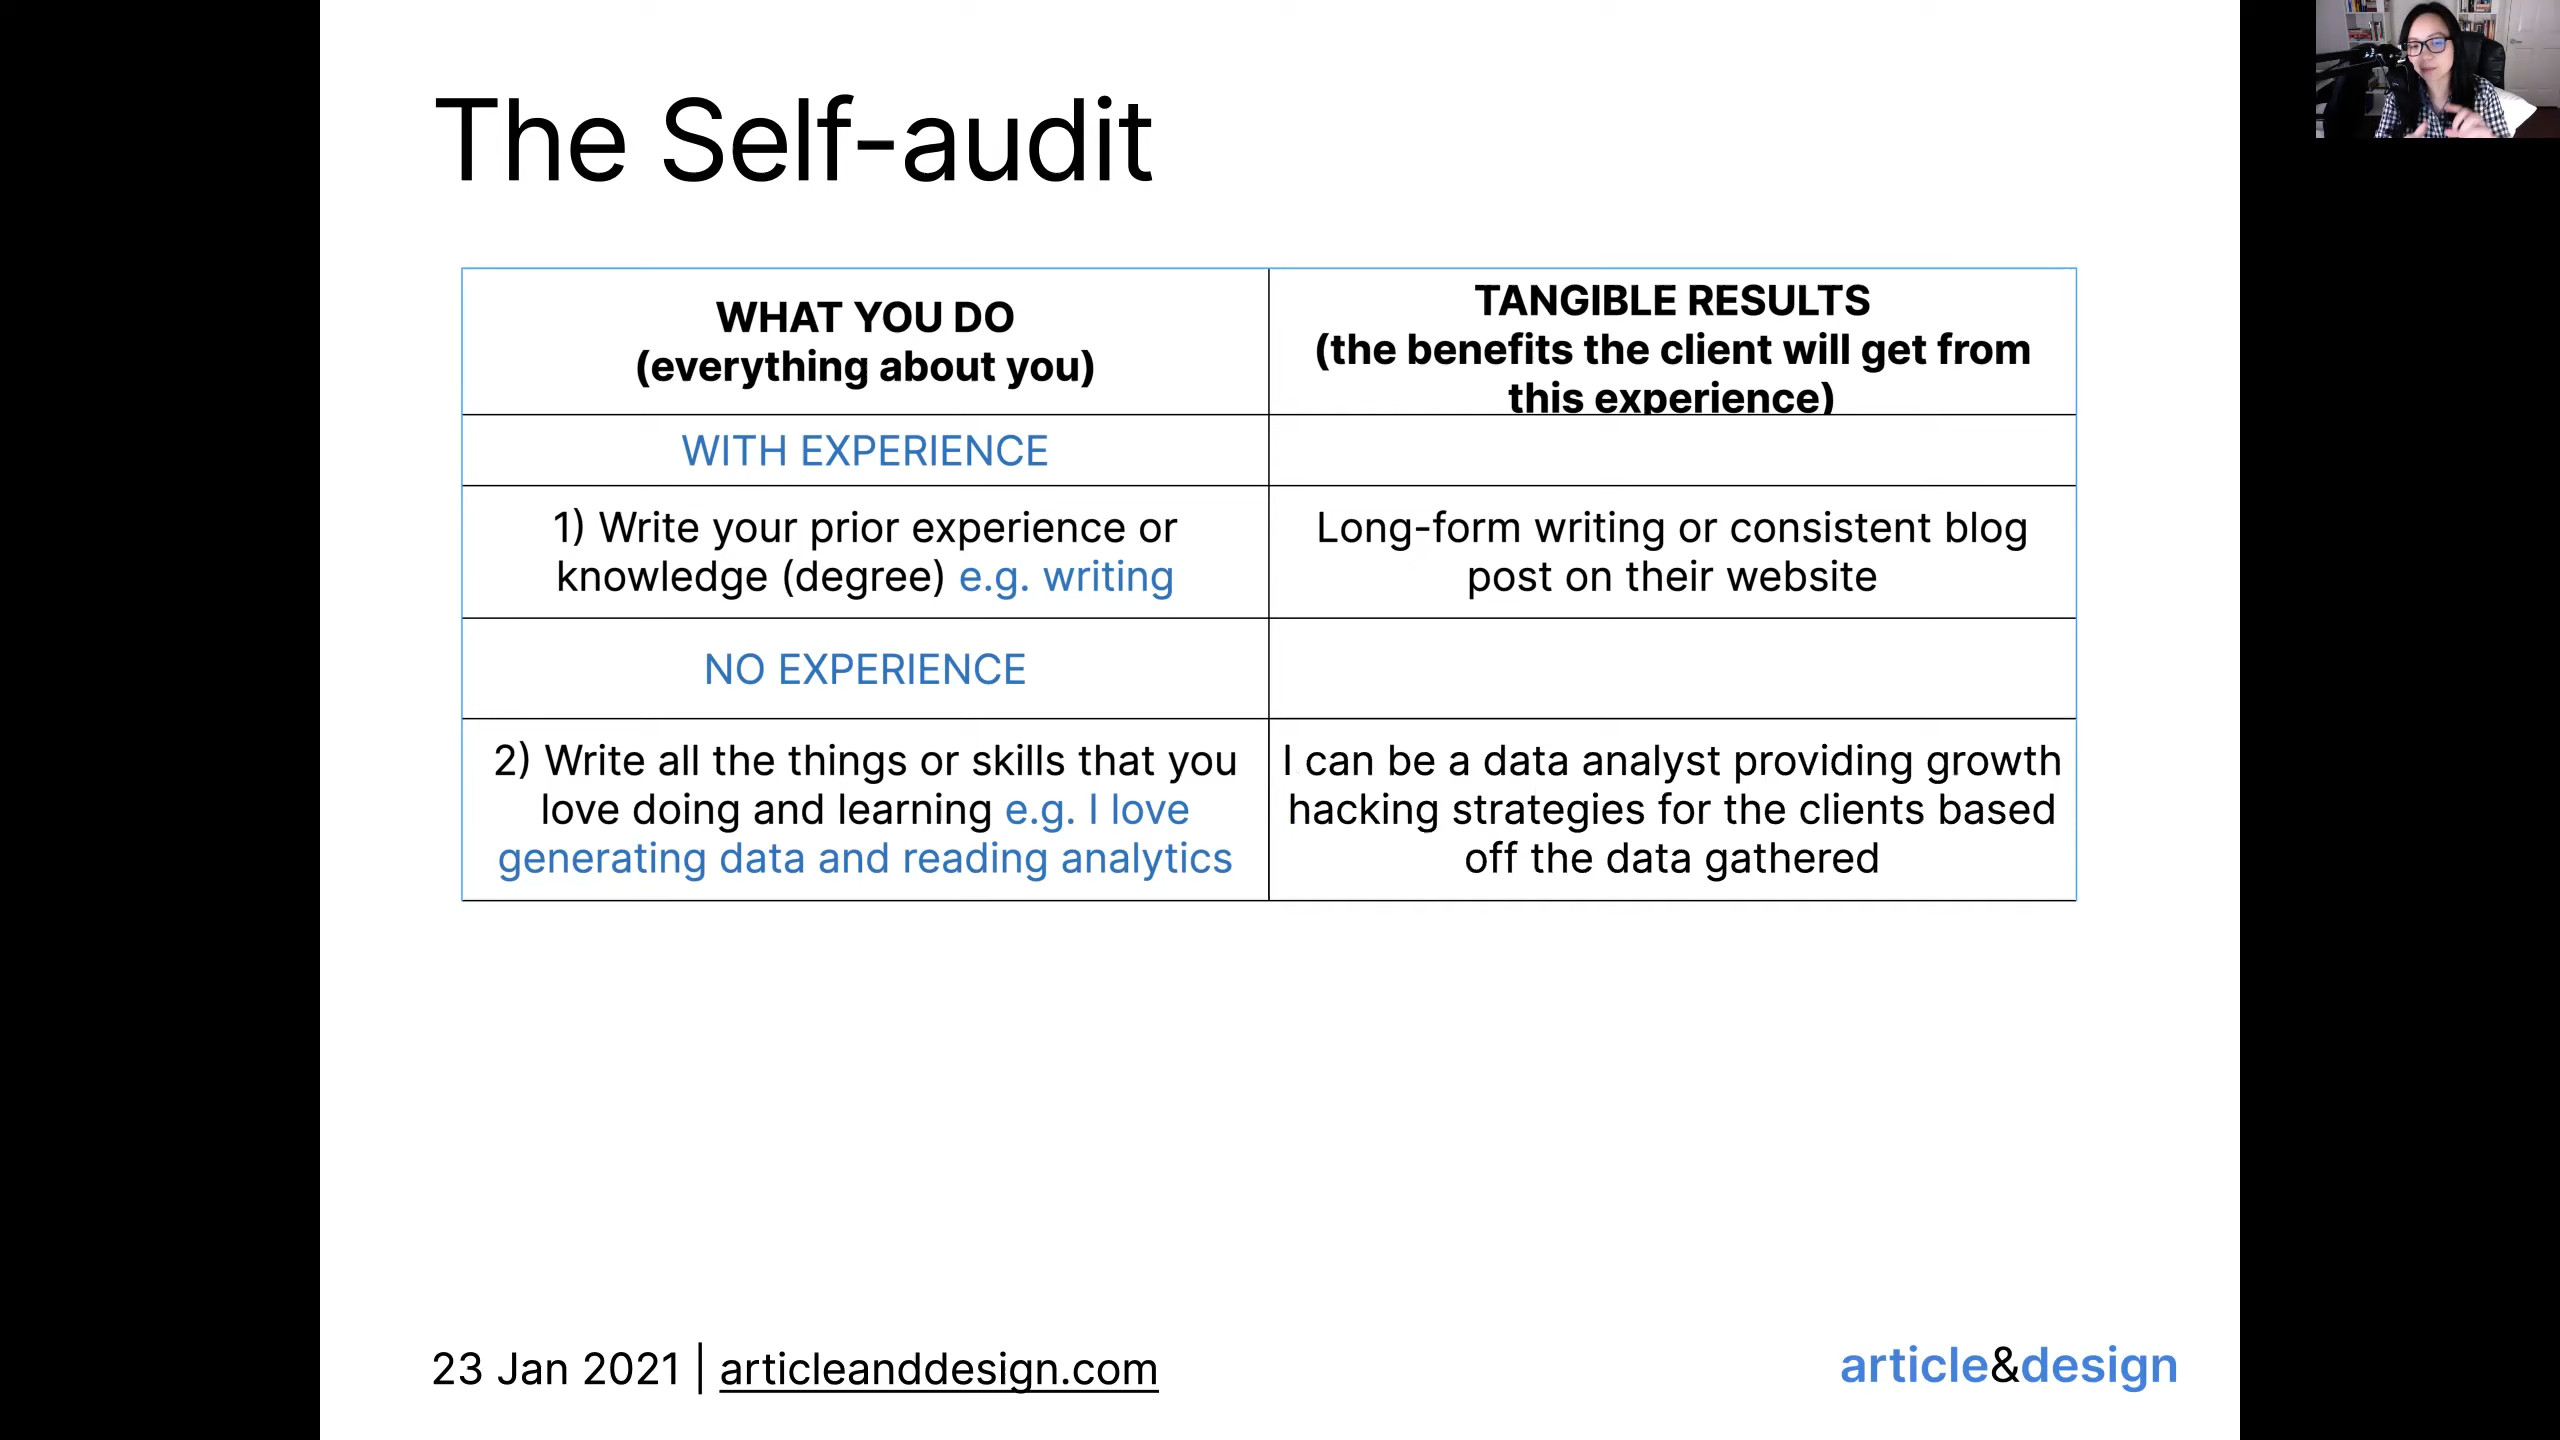 The Self-audit
WHAT YOU DO
(everything about you)
TANGIBLE RESULTS
(the benefits the client will get from
this experience)
WITH EXPERIENCE
1) Write your prior experience or
knowledge (degree) e.g. writing
Long-form writing or consistent blog
post on their website
NO EXPERIENCE
2) Write all the things or skills that you
love doing and learning e.g. I love
generating data and reading analytics
I can be a data analyst providing growth
hacking strategies for the clients based
off the data gathered
23 Jan 2021 | articleanddesign.com
article&design